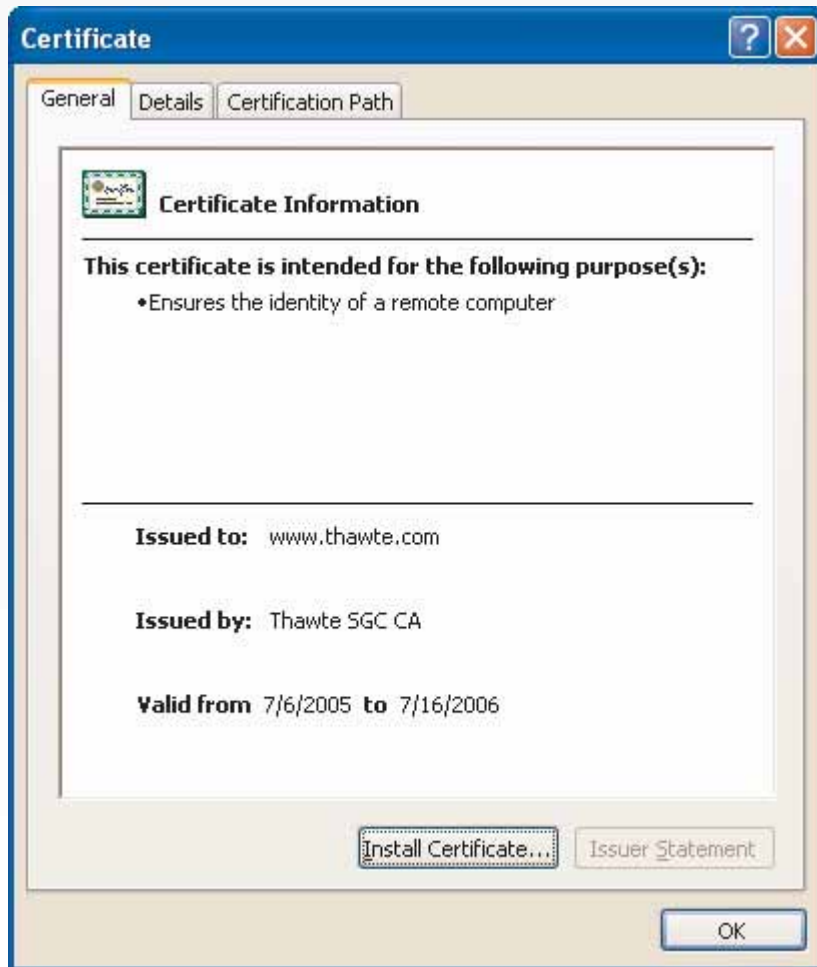 Certificate
General Details Certification Path
Certificate Information
This certificate is intended for the following purpose(s):
•Ensures the identity of a remote computer
Issued to: www.thawte.com
Issued by: Thawte SGC CA
Valid from 7/6/2005 to 7/16/2006
Install Certificate... Issuer Statement
OK